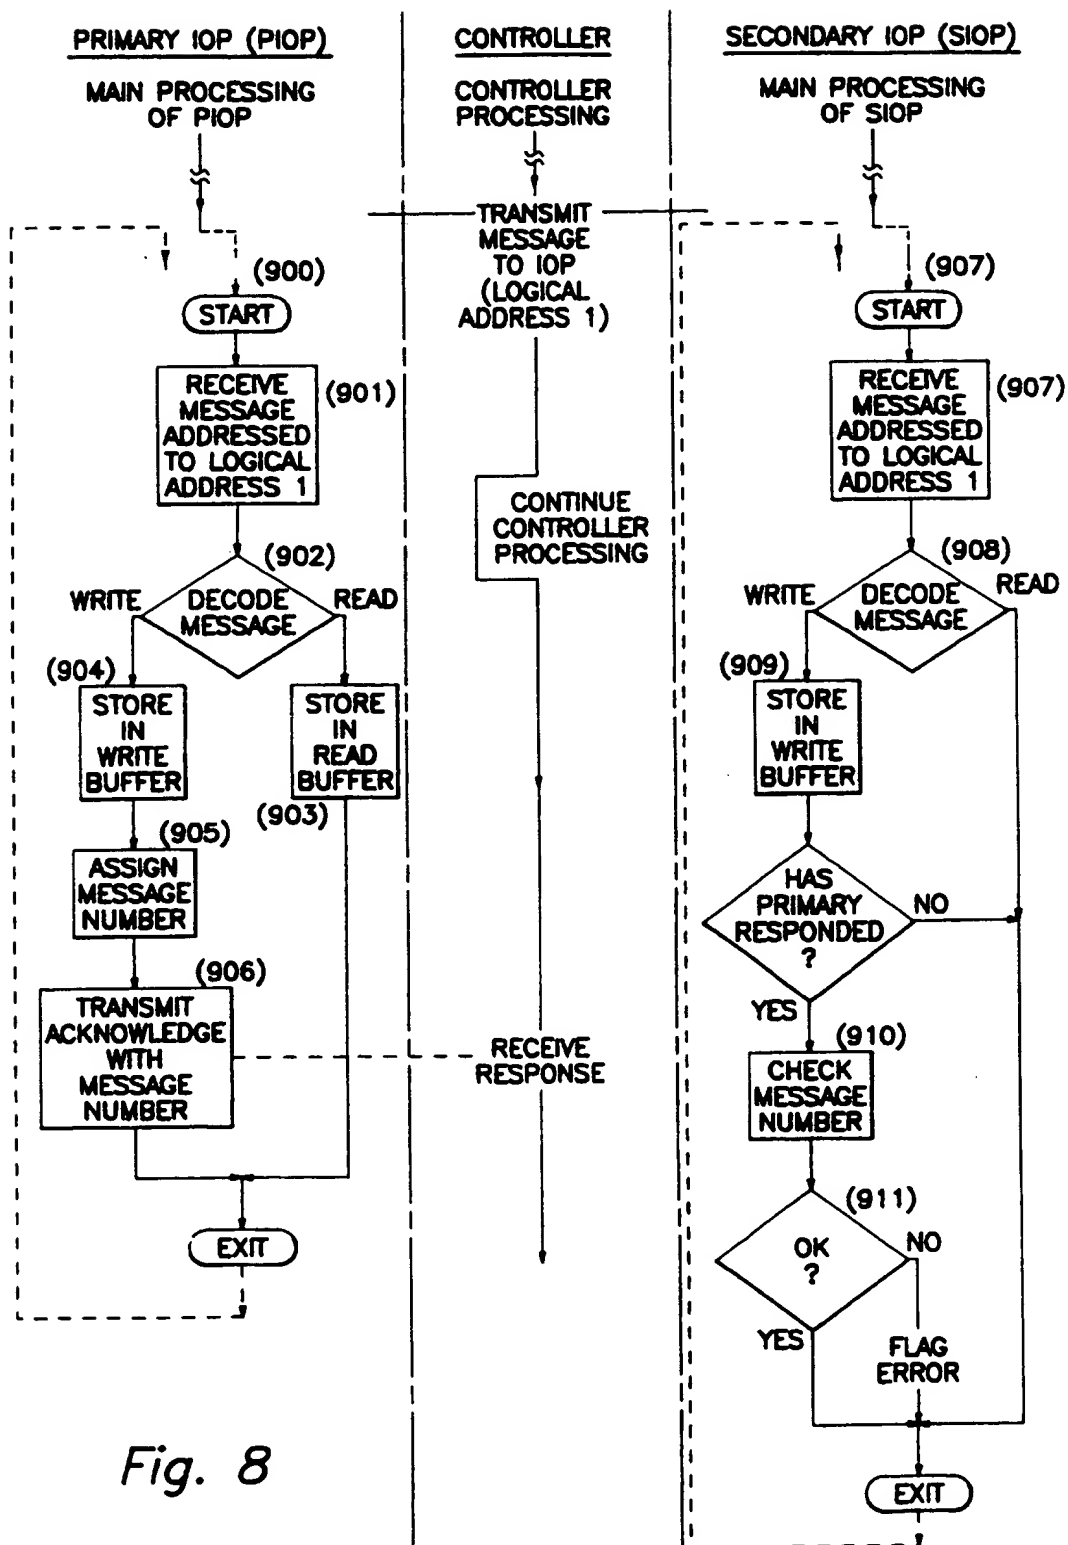 PRIMARY IOP (PIOP)
MAIN PROCESSING
OF PIOP
(900)
START
RECEIVE
MESSAGE
ADDRESSED
TO LOGICAL
ADDRESS 1
(901)
(902)
WRITE
DECODE
MESSAGE
READ
(904)
STORE
IN
WRITE
BUFFER
STORE
IN
READ
BUFFER
(903)
(905)
ASSIGN
MESSAGE
NUMBER
(906)
TRANSMIT
ACKNOWLEDGE
WITH
MESSAGE
NUMBER
EXIT
CONTROLLER
CONTROLLER
PROCESSING
TRANSMIT
MESSAGE
TO IOP
(LOGICAL
ADDRESS 1)
CONTINUE
CONTROLLER
PROCESSING
RECEIVE
RESPONSE
SECONDARY IOP (SIOP)
MAIN PROCESSING
OF SIOP
(907)
START
RECEIVE
MESSAGE
ADDRESSED
TO LOGICAL
ADDRESS 1
(907)
(908)
WRITE
DECODE
MESSAGE
READ
(909)
STORE
IN
WRITE
BUFFER
HAS
PRIMARY
RESPONDED
?
NO
YES
(910)
CHECK
MESSAGE
NUMBER
(911)
OK
?
NO
YES
FLAG
ERROR
EXIT
Fig. 8